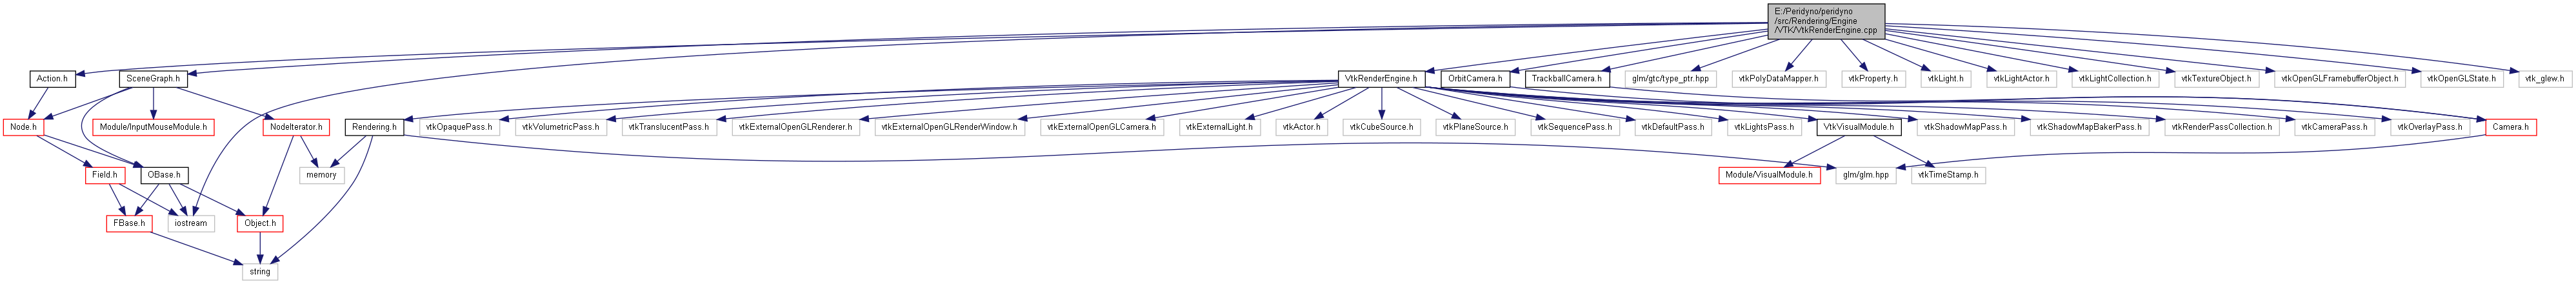 E:/Peridyno/peridyno
/src/Rendering/Engine
/VTK/VtkRenderEngine.cpp
Action.h
SceneGraph.h
VtkRenderEngine.h
OrbitCamera.h
TrackballCamera.h
glm/gtc/type_ptr.hpp
vtkPolyDataMapper.h
vtkProperty.h
vtkLight.h
vtkLightActor.h
vtkLightCollection.h
vtkTextureObject.h
vtkOpenGLFramebufferObject.h
vtkOpenGLState.h
vtk_glew.h
Node.h
Module/InputMouseModule.h
NodeIterator.h
Rendering.h
vtkOpaquePass.h
vtkVolumetricPass.h
vtkTranslucentPass.h
vtkExternalOpenGLRenderer.h
vtkExternalOpenGLRenderWindow.h
vtkExternalOpenGLCamera.h
vtkExternalLight.h
vtkActor.h
vtkCubeSource.h
vtkPlaneSource.h
vtkSequencePass.h
vtkDefaultPass.h
vtkLightsPass.h
VtkVisualModule.h
vtkShadowMapPass.h
vtkShadowMapBakerPass.h
vtkRenderPassCollection.h
vtkCameraPass.h
vtkOverlayPass.h
Camera.h
Field.h
OBase.h
memory
Module/VisualModule.h
glm/glm.hpp
vtkTimeStamp.h
FBase.h
iostream
Object.h
string